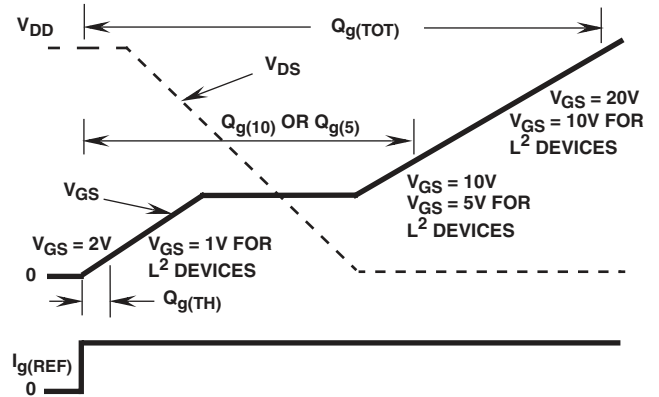 V_DD
Q_g(TOT)
V_DS
V_GS = 20V
V_GS = 10V FOR
L² DEVICES
Q_g(10) OR Q_g(5)
V_GS
V_GS = 10V
V_GS = 5V FOR
L² DEVICES
V_GS = 2V
V_GS = 1V FOR
L² DEVICES
0
Q_g(TH)
I_g(REF)
0